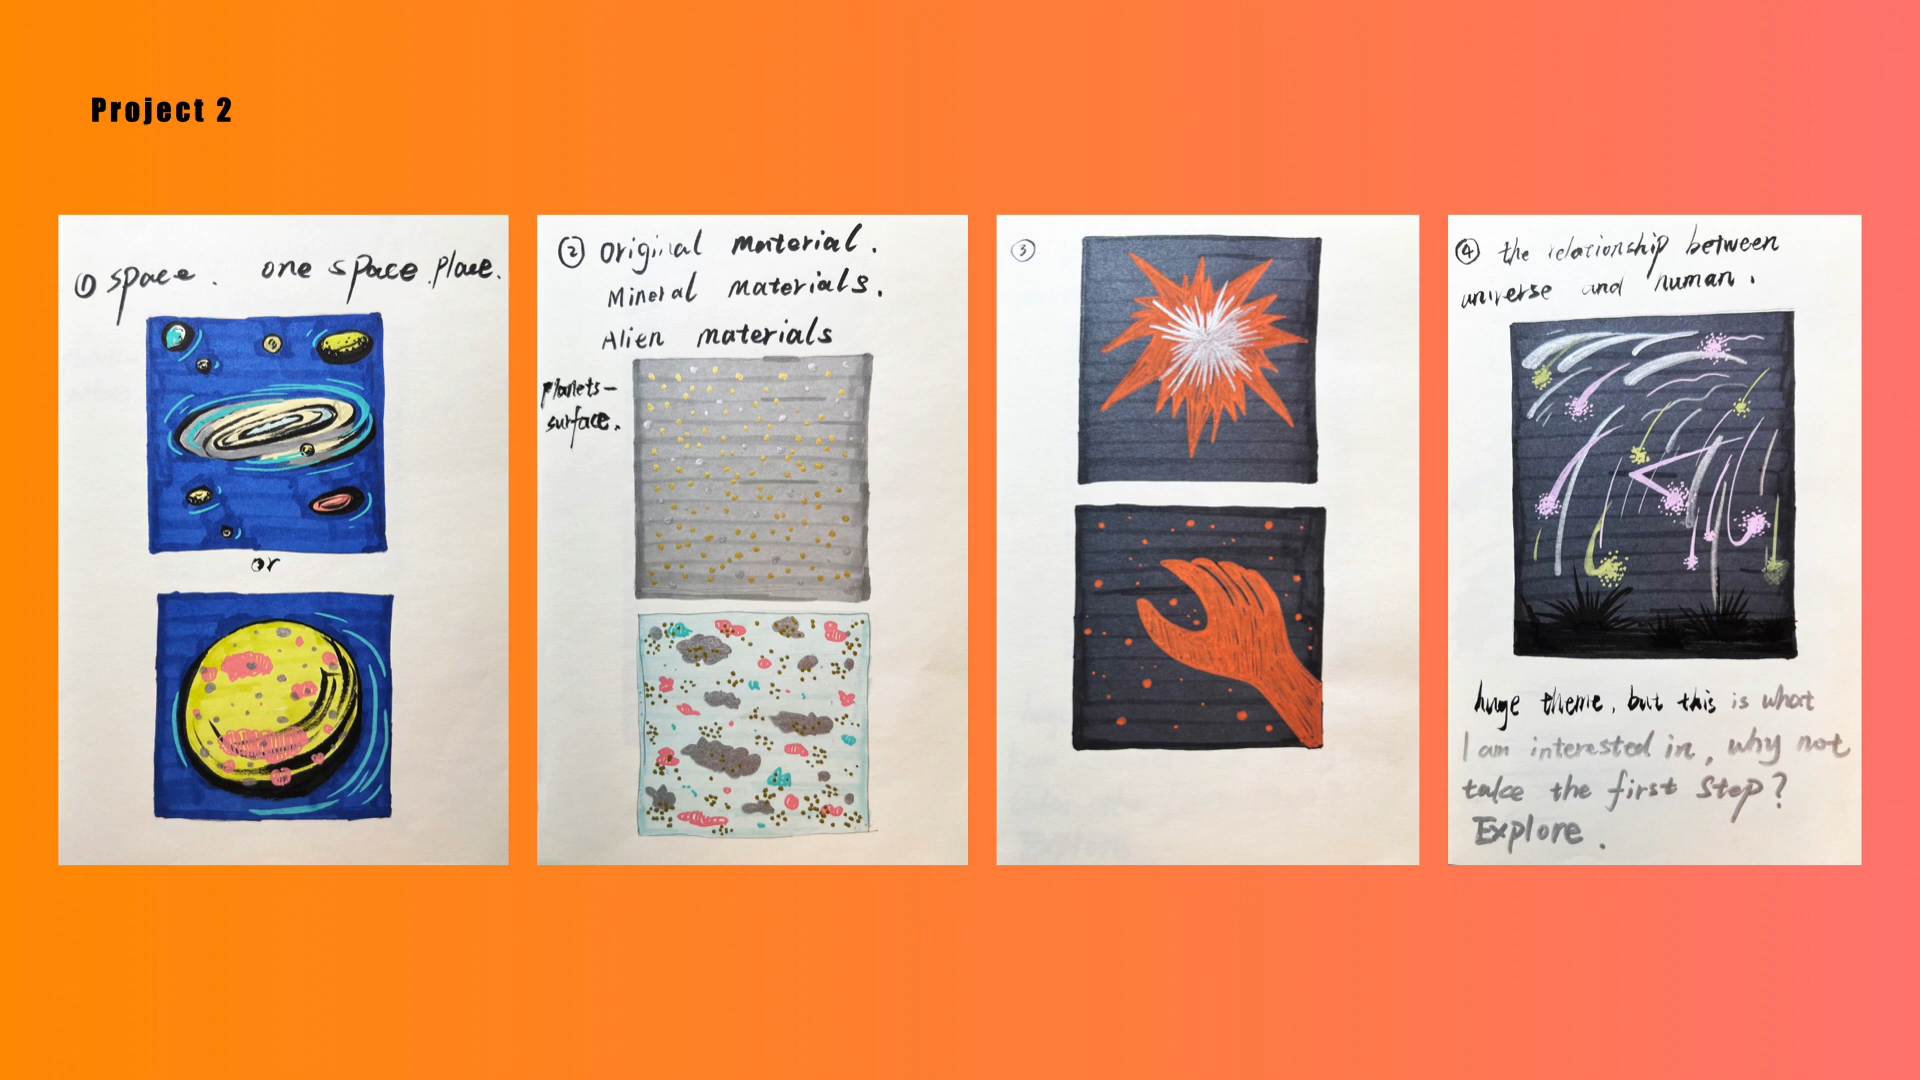 Project 2
① space. one space place.
or
② Original material.
Mineral materials.
Alien materials
Planets-
surface.
③
④ the relationship between
universe and human.
huge theme, but this is what
I am interested in, why not
take the first step?
Explore.